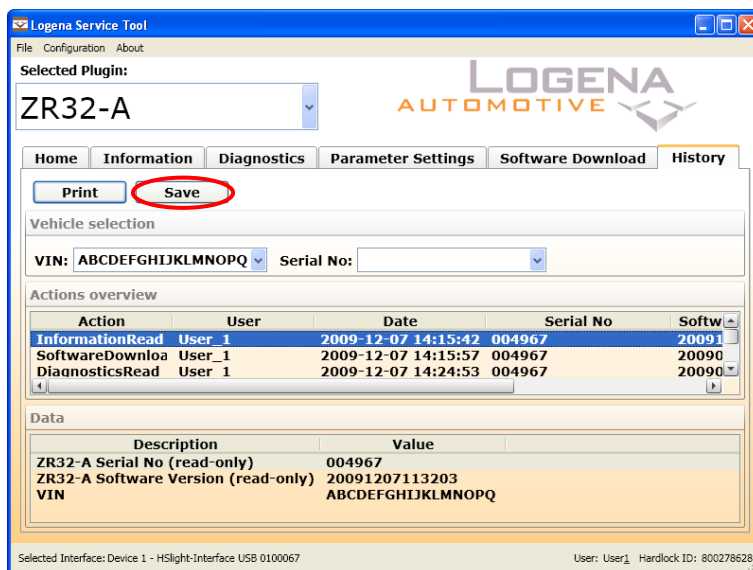 Logena Service Tool
File Configuration About
Selected Plugin:
ZR32-A
LOGENA
AUTOMOTIVE
Home Information Diagnostics Parameter Settings Software Download History
Print Save
Vehicle selection
VIN: ABCDEFGHIJKLMNOPQ Serial No:
Actions overview
Action User Date Serial No Softw
InformationRead User_1 2009-12-07 14:15:42 004967 20091
SoftwareDownloa User_1 2009-12-07 14:15:57 004967 20090
DiagnosticsRead User_1 2009-12-07 14:24:53 004967 20090
Data
Description Value
ZR32-A Serial No (read-only) 004967
ZR32-A Software Version (read-only) 20091207113203
VIN ABCDEFGHIJKLMNOPQ
Selected Interface: Device 1 - HSlight-Interface USB 0100067 User: User1 Hardlock ID: 800278628